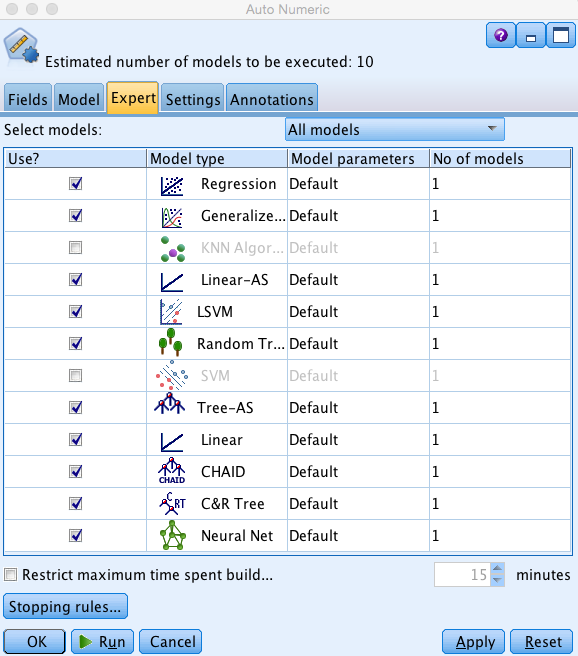 Auto Numeric
?
Estimated number of models to be executed: 10
Fields Model Expert Settings Annotations
Select models: All models
Use? Model type Model parameters No of models
Regression Default 1
Generalize... Default 1
KNN Algor... Default 1
Linear-AS Default 1
LSVM Default 1
Random Tr... Default 1
SVM Default 1
Tree-AS Default 1
Linear Default 1
CHAID CHAID Default 1
C RT C&R Tree Default 1
Neural Net Default 1
Restrict maximum time spent build... 15 minutes
Stopping rules...
OK Run Cancel Apply Reset